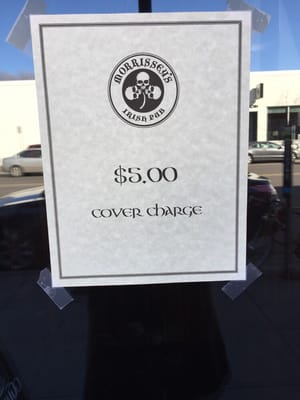 MORRISSEY'S
IRISH PUB
$5.00
COVER CHARGE